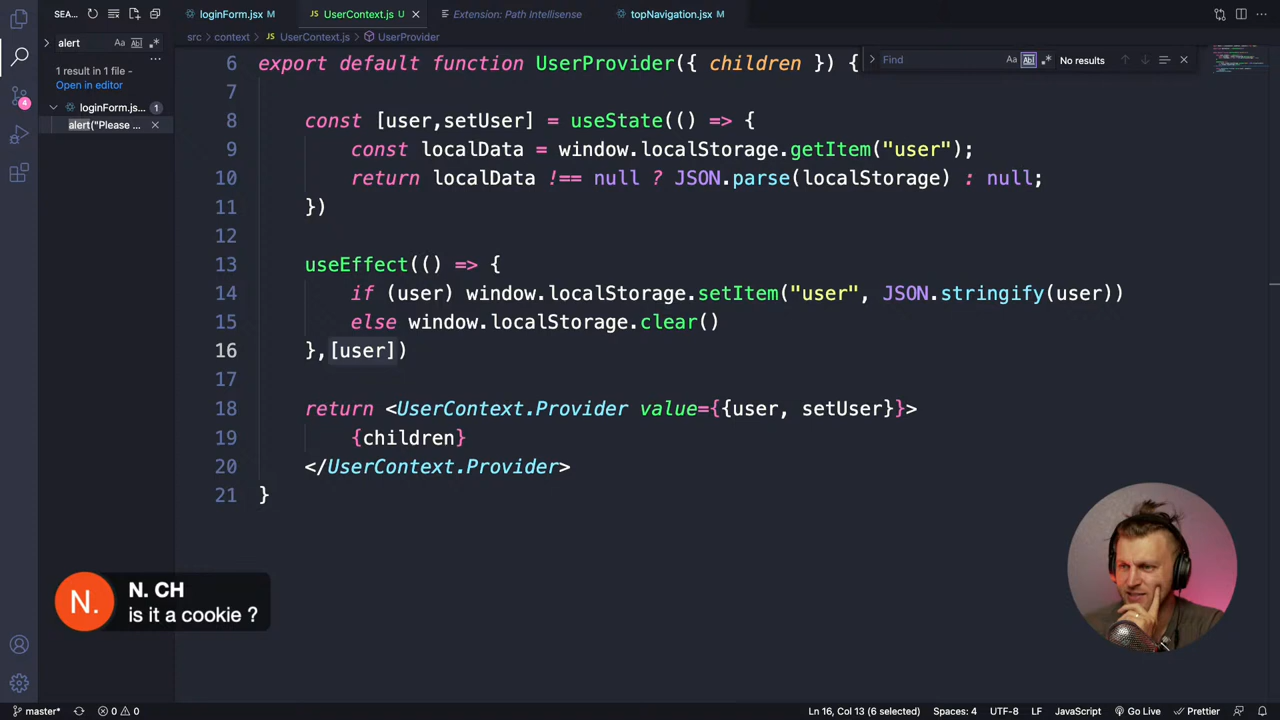 loginForm.jsx M
UserContext.js U
Extension: Path Intellisense
topNavigation.jsx M
SEA...
src > context > UserContext.js > UserProvider
alert
Aa
Find
Aa
No results
1 result in 1 file -
Open in editor
loginForm.js... 1
alert("Please ...
4
6 export default function UserProvider({ children }) {
7
8 const [user,setUser] = useState(() => {
9 const localData = window.localStorage.getItem("user");
10 return localData !== null ? JSON.parse(localStorage) : null;
11 })
12
13 useEffect(() => {
14 if (user) window.localStorage.setItem("user", JSON.stringify(user))
15 else window.localStorage.clear()
16 },[user])
17
18 return <UserContext.Provider value={{user, setUser}}>
19 {children}
20 </UserContext.Provider>
21 }
N.
N. CH
is it a cookie ?
master* 0 0 Ln 16, Col 13 (6 selected) Spaces: 4 UTF-8 LF JavaScript Go Live Prettier